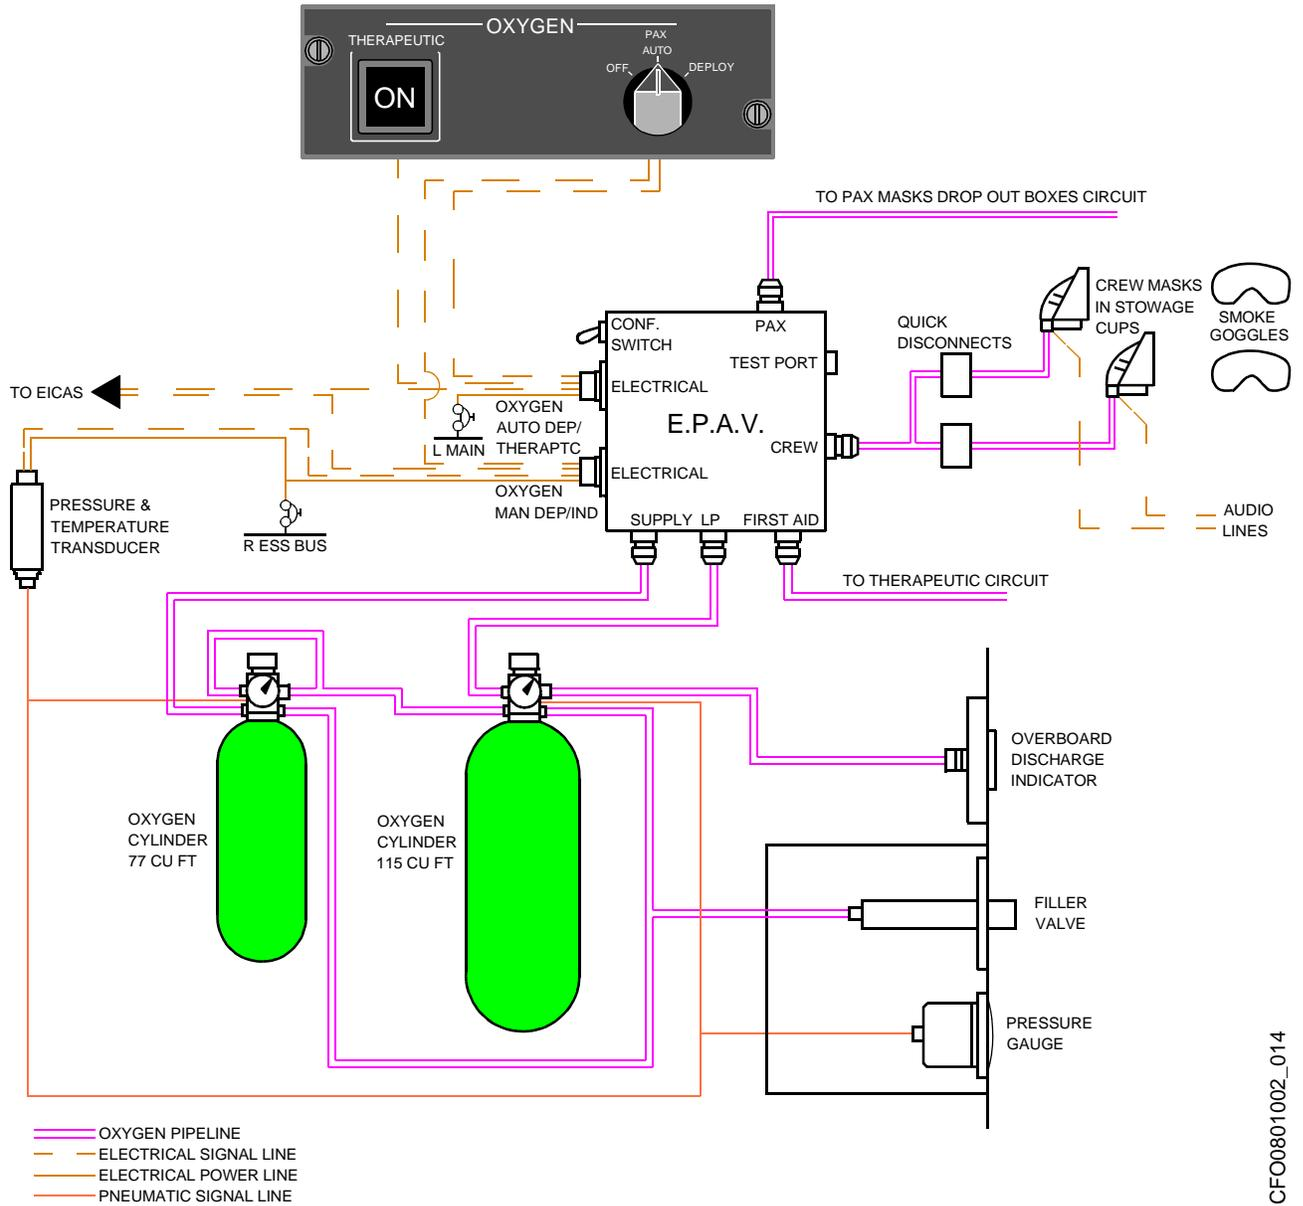 OXYGEN
THERAPEUTIC
ON
PAX
AUTO
OFF
DEPLOY
TO PAX MASKS DROP OUT BOXES CIRCUIT
CONF.
SWITCH
PAX
TEST PORT
ELECTRICAL
E.P.A.V.
CREW
ELECTRICAL
SUPPLY LP
FIRST AID
QUICK
DISCONNECTS
CREW MASKS
IN STOWAGE
CUPS
SMOKE
GOGGLES
TO EICAS
OXYGEN
AUTO DEP/
THERAPTC
L MAIN
OXYGEN
MAN DEP/IND
PRESSURE &
TEMPERATURE
TRANSDUCER
R ESS BUS
AUDIO
LINES
TO THERAPEUTIC CIRCUIT
OXYGEN
CYLINDER
77 CU FT
OXYGEN
CYLINDER
115 CU FT
OVERBOARD
DISCHARGE
INDICATOR
FILLER
VALVE
PRESSURE
GAUGE
OXYGEN PIPELINE
ELECTRICAL SIGNAL LINE
ELECTRICAL POWER LINE
PNEUMATIC SIGNAL LINE
CFO0801002_014